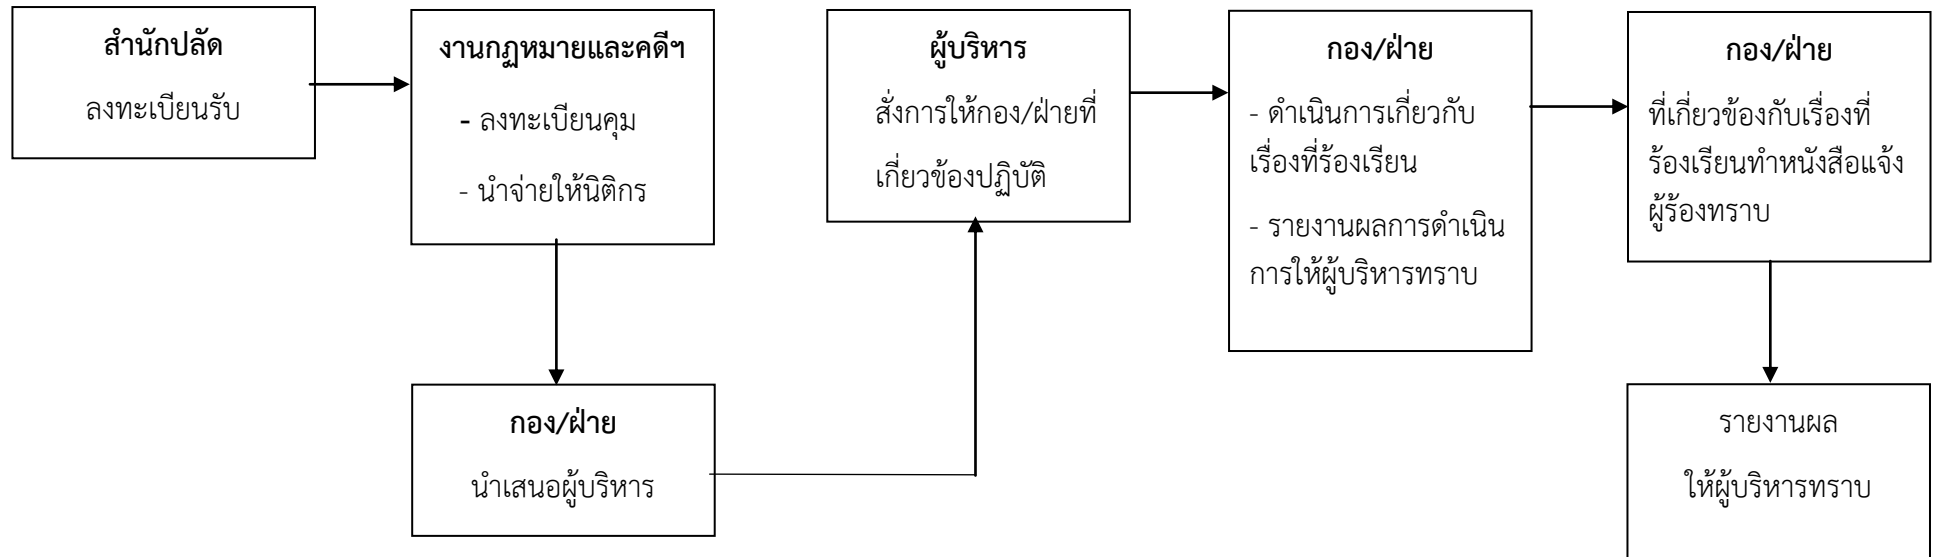 สำนักปลัด
ลงทะเบียนรับ
งานกฎหมายและคดีฯ
- ลงทะเบียนคุม
- นำจ่ายให้นิติกร
กอง/ฝ่าย
นำเสนอผู้บริหาร
ผู้บริหาร
สั่งการให้กอง/ฝ่ายที่
เกี่ยวข้องปฏิบัติ
กอง/ฝ่าย
- ดำเนินการเกี่ยวกับ
เรื่องที่ร้องเรียน
- รายงานผลการดำเนิน
การให้ผู้บริหารทราบ
กอง/ฝ่าย
ที่เกี่ยวข้องกับเรื่องที่
ร้องเรียนทำหนังสือแจ้ง
ผู้ร้องทราบ
รายงานผล
ให้ผู้บริหารทราบ